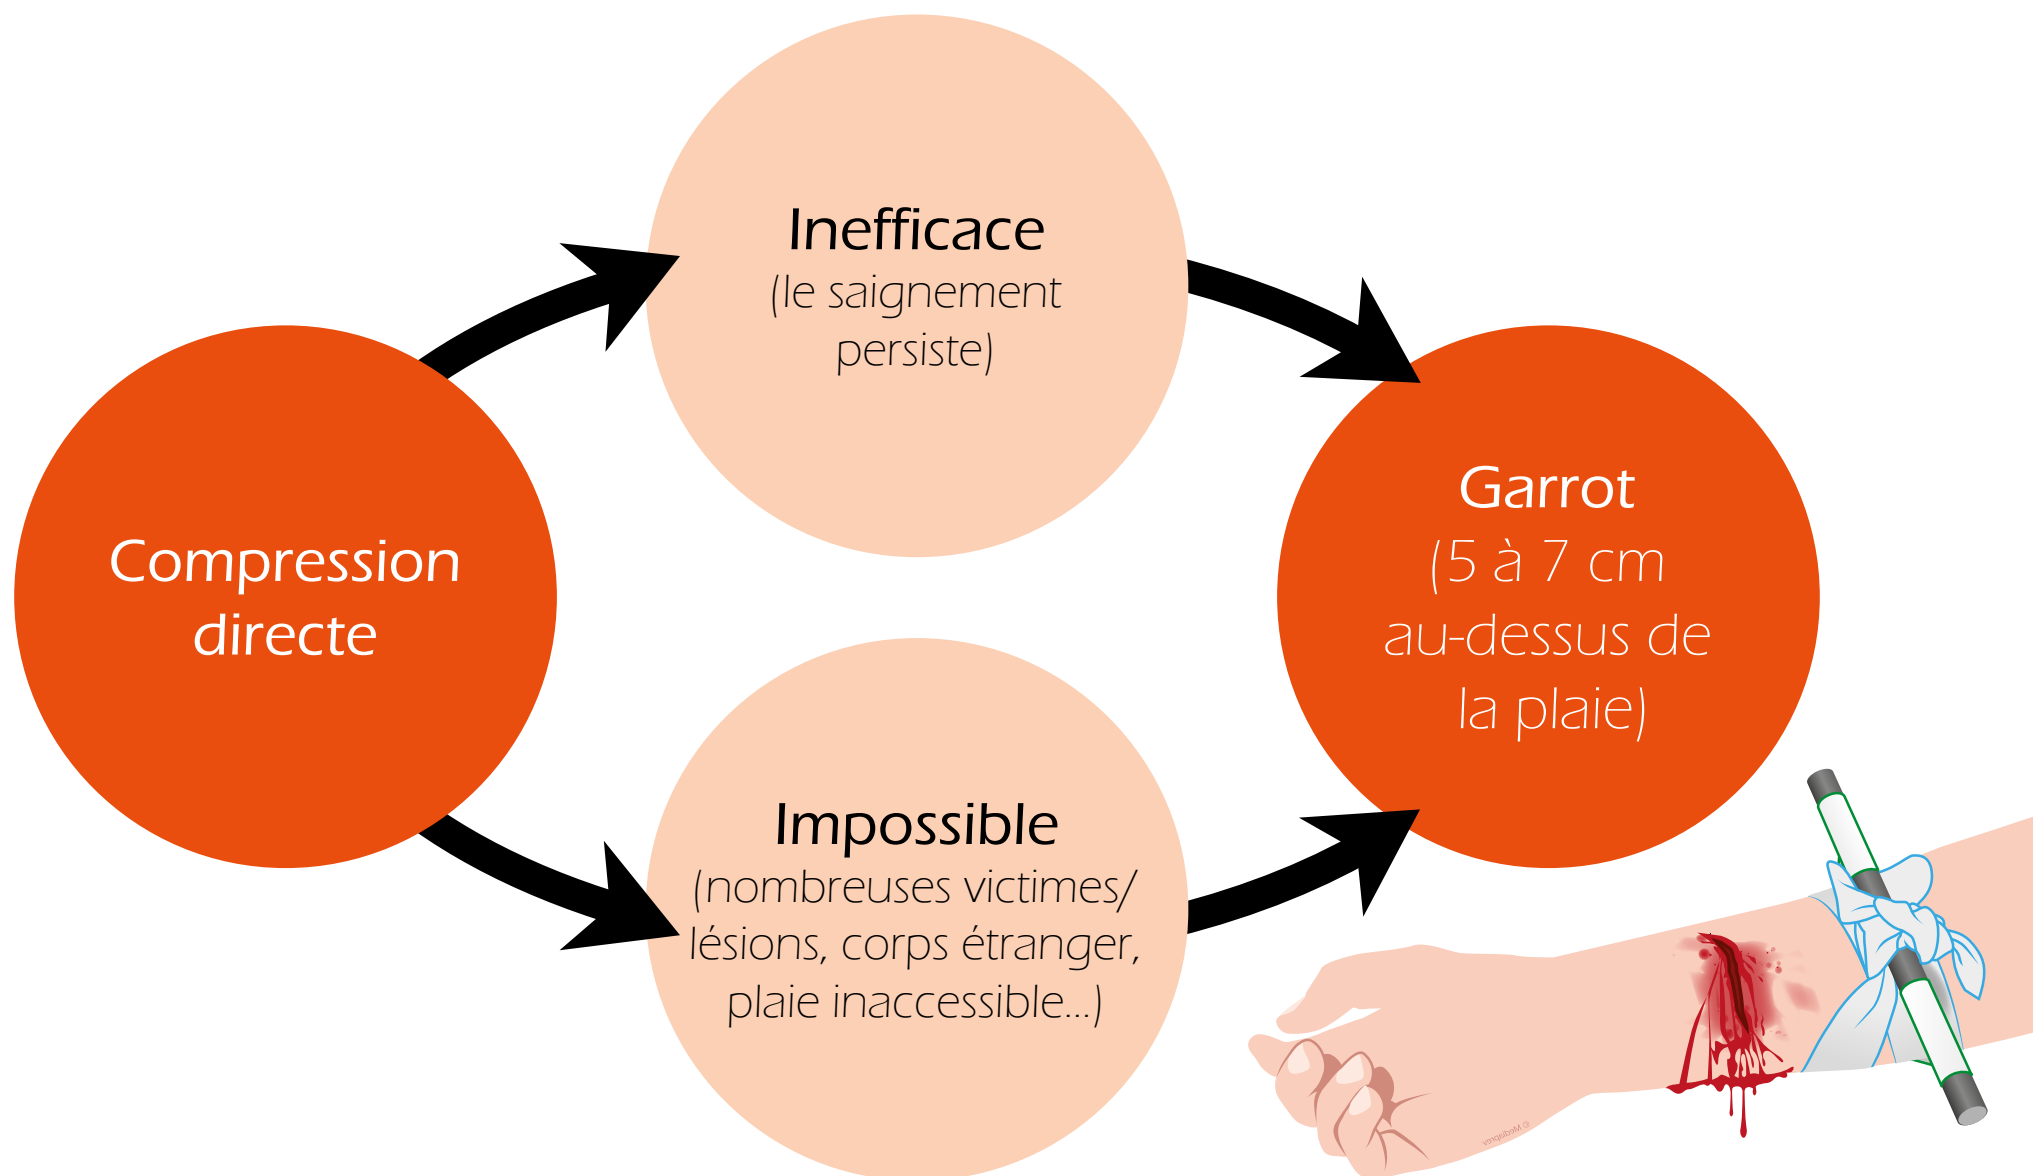 Compression
directe
Inefficace
(le saignement
persiste)
Impossible
(nombreuses victimes/
lésions, corps étranger,
plaie inaccessible...)
Garrot
(5 à 7 cm
au-dessus de
la plaie)